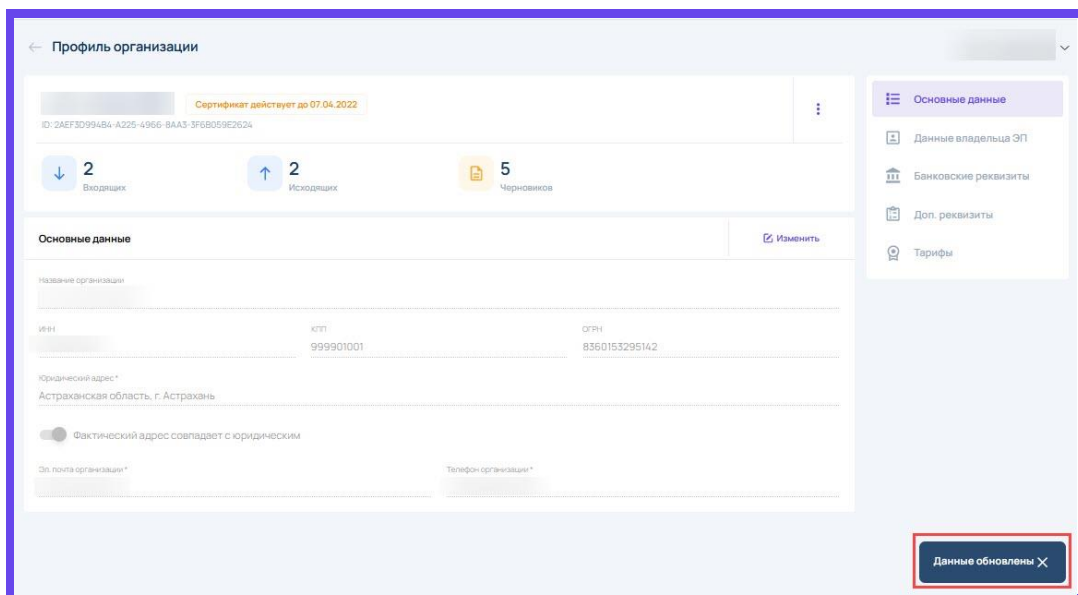 ← Профиль организации
Сертификат действует до 07.04.2022
ID: 2AEF3D994B4-A225-4966-8AA3-3F6B059E2624
2
Входящих
2
Исходящих
5
Черновиков
Основные данные
Изменить
Название организации
ИНН
КПП
999901001
ОГРН
8360153295142
Юридический адрес*
Астраханская область, г. Астрахань
Фактический адрес совпадает с юридическим
Эл. почта организации*
Телефон организации*
Основные данные
Данные владельца ЭП
Банковские реквизиты
Доп. реквизиты
Тарифы
Данные обновлены ×